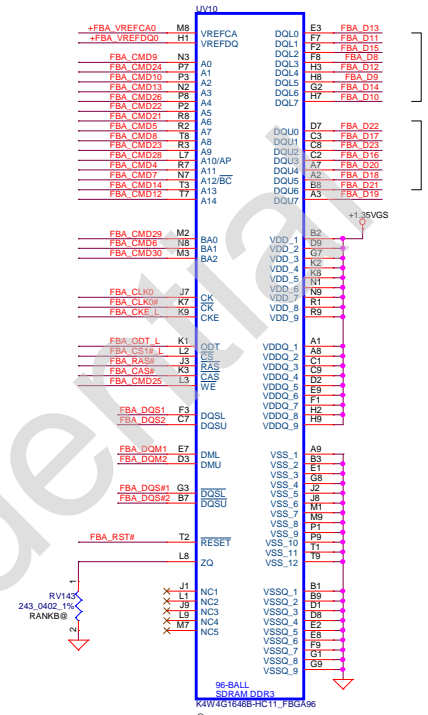 UV10
+FBA_VREFCA0 M8 VREFCA DQL0 E3 FBA_D13
+FBA_VREFDQ0 H1 VREFDQ DQL1 F7 FBA_D11
DQL2 F2 FBA_D15
FBA_CMD9 N3 A0 DQL3 F8 FBA_D8
FBA_CMD24 P7 A1 DQL4 H3 FBA_D12
FBA_CMD10 P3 A2 DQL5 H8 FBA_D9
FBA_CMD13 N2 A3 DQL6 G2 FBA_D14
FBA_CMD26 P8 A4 DQL7 H7 FBA_D10
FBA_CMD22 P2 A5
FBA_CMD21 R8 A6
FBA_CMD5 R2 A7 DQU0 D7 FBA_D22
FBA_CMD8 T8 A8 DQU1 C3 FBA_D17
FBA_CMD23 R3 A9 DQU2 C8 FBA_D23
FBA_CMD28 L7 A10/AP DQU3 C2 FBA_D16
FBA_CMD4 R7 A11 DQU4 A7 FBA_D20
FBA_CMD7 N7 A12/BC DQU5 A2 FBA_D18
FBA_CMD14 T3 A13 DQU6 B8 FBA_D21
FBA_CMD12 T7 A14 DQU7 A3 FBA_D19
+1.35VGS
FBA_CMD29 M2 BA0 VDD_1 B2
FBA_CMD6 N8 BA1 VDD_2 D9
FBA_CMD30 M3 BA2 VDD_3 G7
VDD_4 K2
VDD_5 K8
VDD_6 N1
FBA_CLK0 J7 CK VDD_7 N9
FBA_CLK0# K7 CK VDD_8 R1
FBA_CKE_L K9 CKE VDD_9 R9
FBA_ODT_L K1 ODT VDDQ_1 A1
FBA_CS1#_L L2 CS VDDQ_2 A8
FBA_RAS# J3 RAS VDDQ_3 C1
FBA_CAS# K3 CAS VDDQ_4 C9
FBA_CMD25 L3 WE VDDQ_5 D2
VDDQ_6 E9
VDDQ_7 F1
FBA_DQS1 F3 DQSL VDDQ_8 H2
FBA_DQS2 C7 DQSU VDDQ_9 H9
FBA_DQM1 E7 DML VSS_1 A9
FBA_DQM2 D3 DMU VSS_2 B3
VSS_3 E1
VSS_4 G8
FBA_DQS#1 G3 DQSL VSS_5 J2
FBA_DQS#2 B7 DQSU VSS_6 J8
VSS_7 M1
VSS_8 M9
VSS_9 P1
FBA_RST# T2 RESET VSS_10 P9
VSS_11 T1
L8 ZQ VSS_12 T9
J1 NC1 VSSQ_1 B1
L1 NC2 VSSQ_2 B9
J9 NC3 VSSQ_3 D1
L9 NC4 VSSQ_4 D8
M7 NC5 VSSQ_5 E2
VSSQ_6 E8
VSSQ_7 F9
VSSQ_8 G1
VSSQ_9 G9
1
RV143
243_0402_1%
RANKB@
2
96-BALL
SDRAM DDR3
K4W4G1646B-HC11_FBGA96